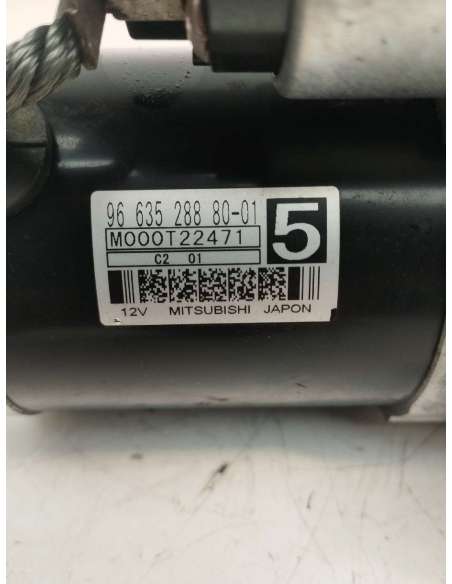 96 635 288 80-01
M000T22471
5
C2 01
12V MITSUBISHI JAPON